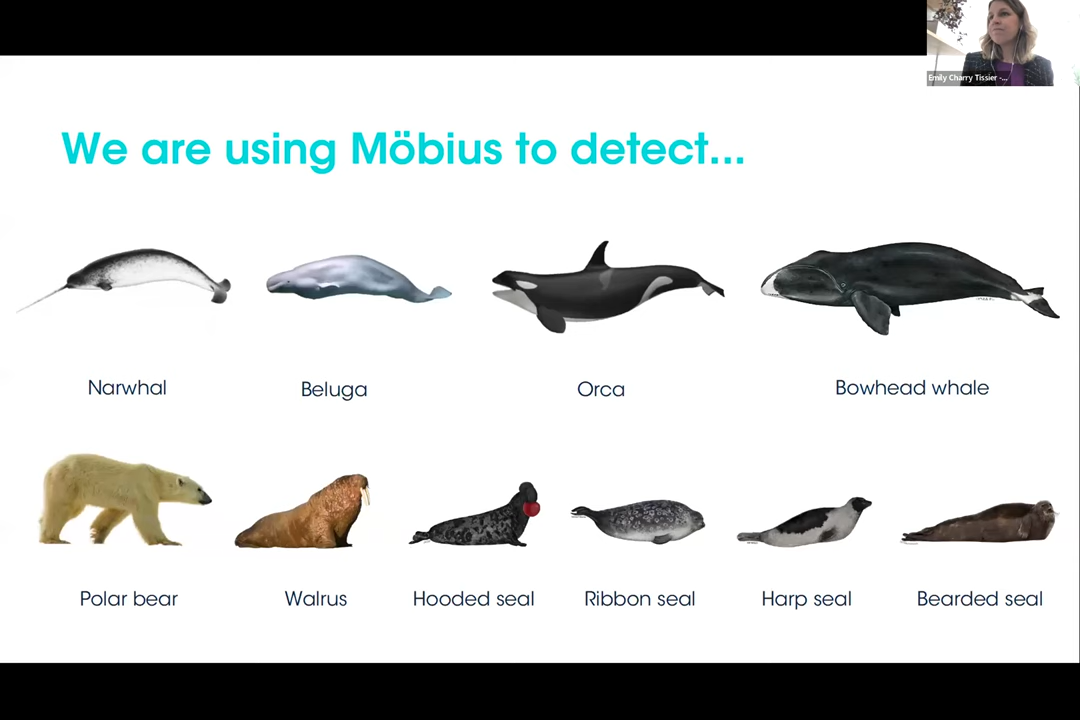 Emily Charry Tissier -...
We are using Möbius to detect...
Narwhal
Beluga
Orca
Bowhead whale
Polar bear
Walrus
Hooded seal
Ribbon seal
Harp seal
Bearded seal